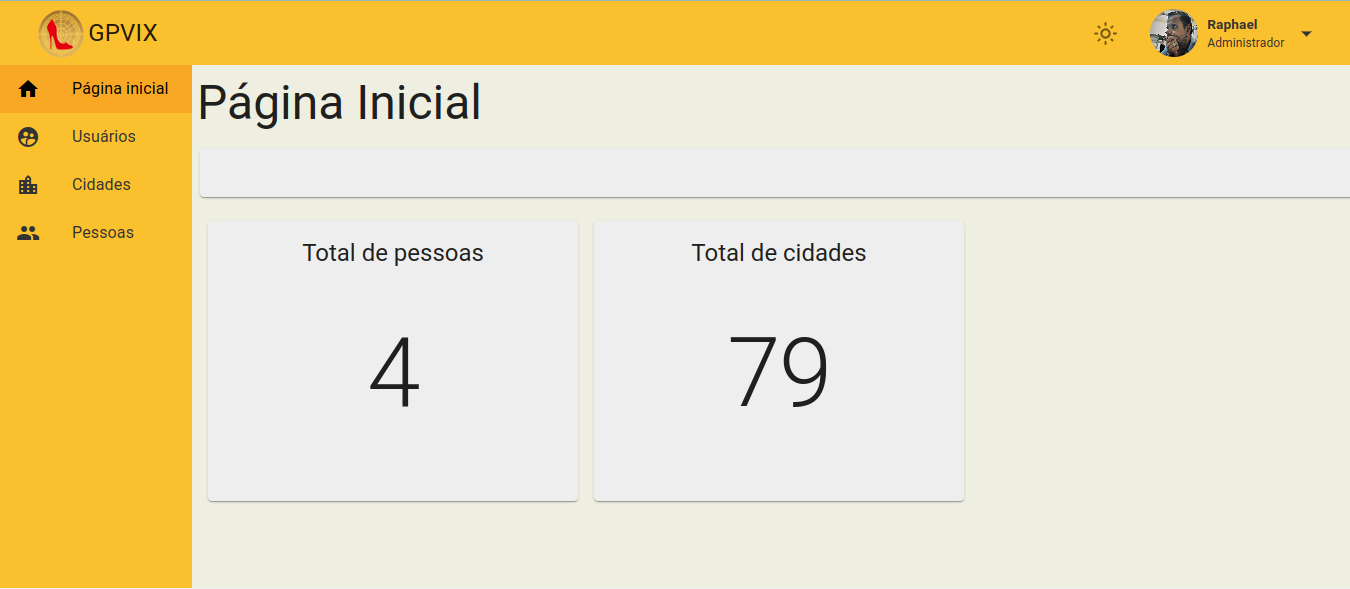 GPVIX
Raphael
Administrador
Página inicial
Usuários
Cidades
Pessoas
Página Inicial
Total de pessoas
4
Total de cidades
79